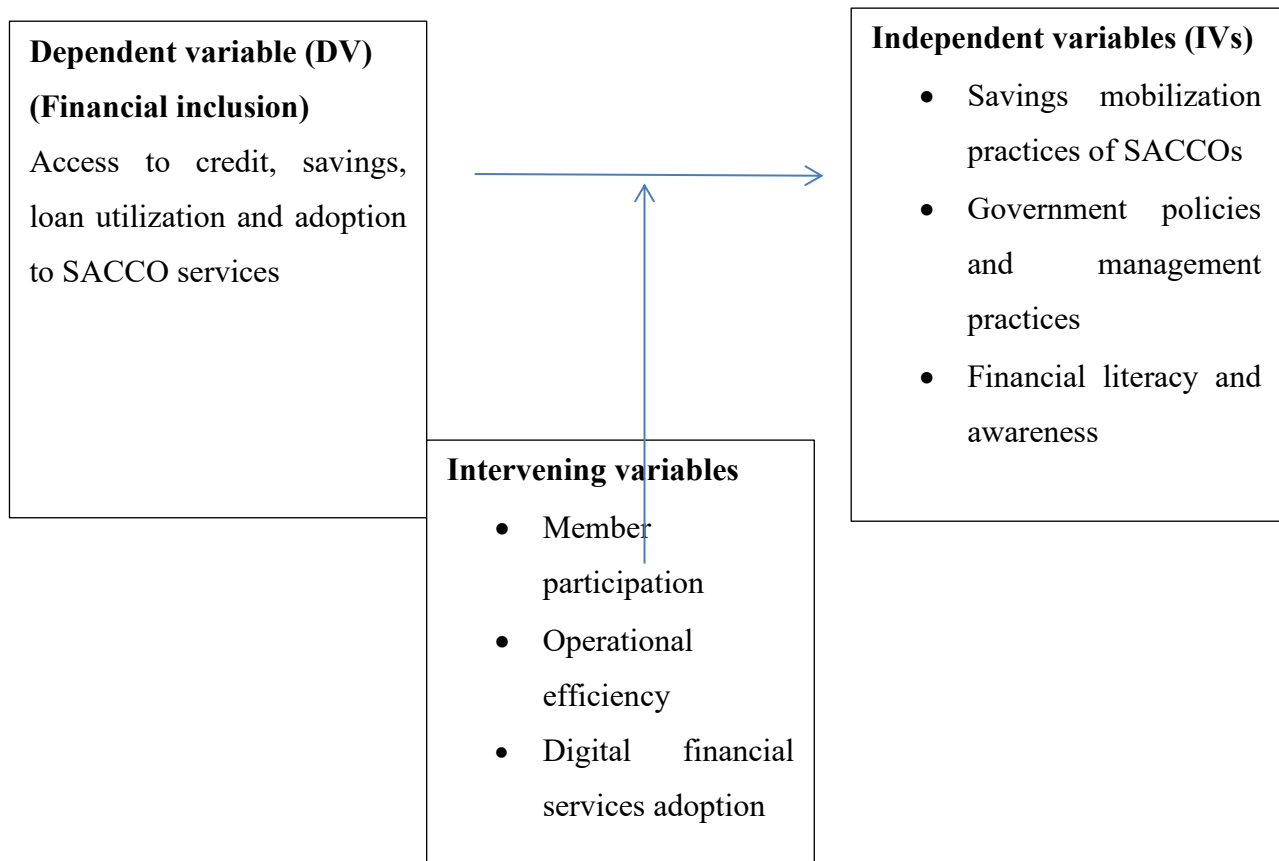 Dependent variable (DV)
(Financial inclusion)
Access to credit, savings,
loan utilization and adoption
to SACCO services
Independent variables (IVs)
• Savings mobilization
practices of SACCOs
• Government policies
and management
practices
• Financial literacy and
awareness
Intervening variables
• Member
participation
• Operational
efficiency
• Digital financial
services adoption